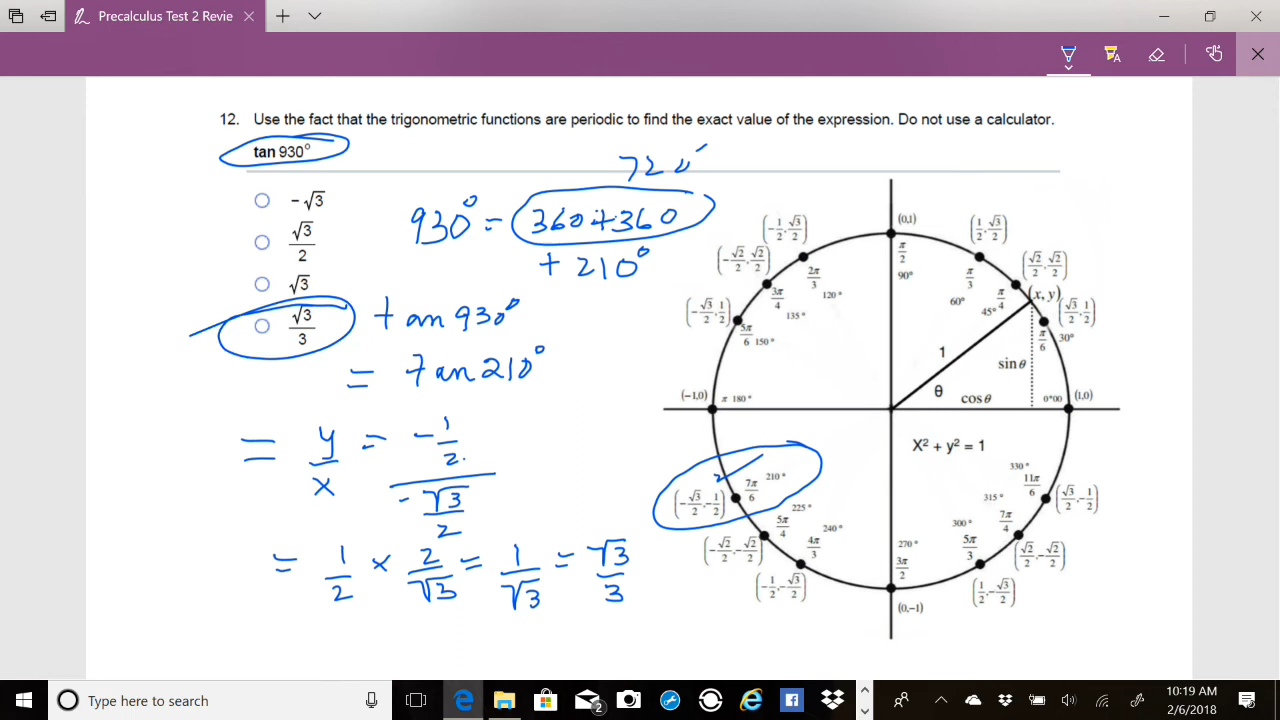 Precalculus Test 2 Revie
12. Use the fact that the trigonometric functions are periodic to find the exact value of the expression. Do not use a calculator.
tan 930°
-√3
√3/2
√3
√3/3
720°
930° = 360+360
+ 210°
tan 930°
= tan 210°
= y/x = -1/2 / -√3/2
= 1/2 × 2/√3 = 1/√3 = √3/3
(0,1)
π/2
90°
(1/2, √3/2)
π/3
60°
(√2/2, √2/2)
π/4
45°
(x, y)
(√3/2, 1/2)
π/6
30°
(-1/2, √3/2)
2π/3
120°
(-√2/2, √2/2)
3π/4
135°
(-√3/2, 1/2)
5π/6 150°
1
sin θ
θ
cos θ
(-1,0)
π 180°
0°00
(1,0)
X² + y² = 1
210°
7π/6
(-√3/2, -1/2)
225°
5π/4
(-√2/2, -√2/2)
240°
4π/3
(-1/2, -√3/2)
270°
3π/2
(0,-1)
300°
5π/3
(1/2, -√3/2)
315°
7π/4
(√2/2, -√2/2)
330°
11π/6
(√3/2, -1/2)
Type here to search
2
10:19 AM
2/6/2018